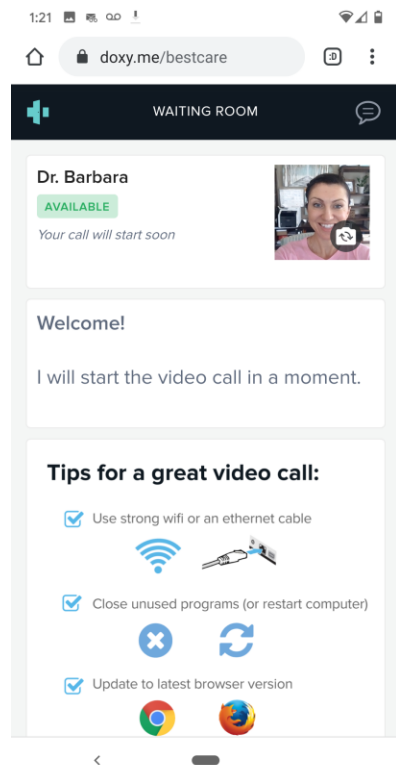 1:21
doxy.me/bestcare
:D
WAITING ROOM
Dr. Barbara
AVAILABLE
Your call will start soon
Welcome!
I will start the video call in a moment.
Tips for a great video call:
Use strong wifi or an ethernet cable
Close unused programs (or restart computer)
Update to latest browser version